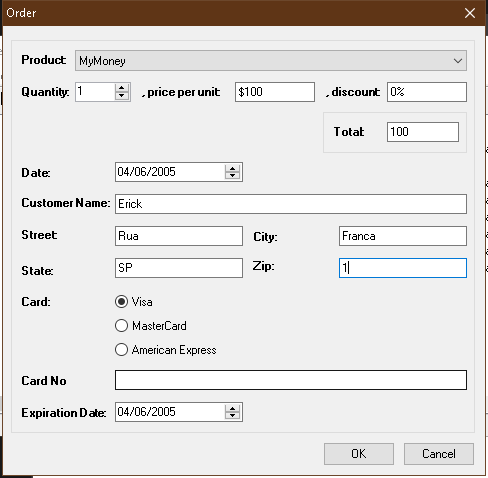 Order
Product: MyMoney
Quantity: 1 , price per unit: $100 , discount: 0%
Total: 100
Date: 04/06/2005
Customer Name: Erick
Street: Rua City: Franca
State: SP Zip: 1
Card: Visa
MasterCard
American Express
Card No
Expiration Date: 04/06/2005
OK Cancel